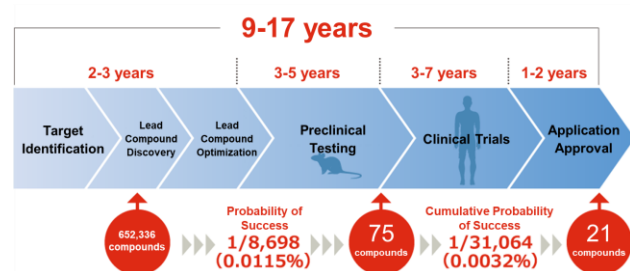 9-17 years
2-3 years
3-5 years
3-7 years
1-2 years
Target
Identification
Lead
Compound
Discovery
Lead
Compound
Optimization
Preclinical
Testing
Clinical Trials
Application
Approval
652,336
compounds
Probability of
Success
1/8,698
(0.0115%)
75
compounds
Cumulative Probability
of Success
1/31,064
(0.0032%)
21
compounds